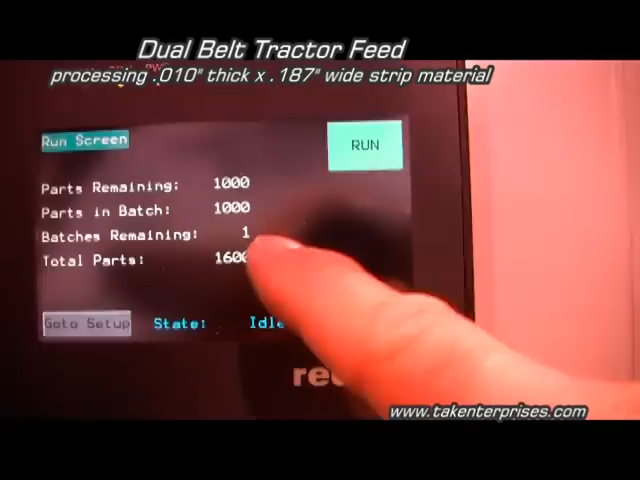 Dual Belt Tractor Feed
processing .010" thick x .187" wide strip material
Run Screen
RUN
Parts Remaining: 1000
Parts in Batch: 1000
Batches Remaining: 1
Total Parts: 1600
Goto Setup State: Idle
www.takenterprises.com